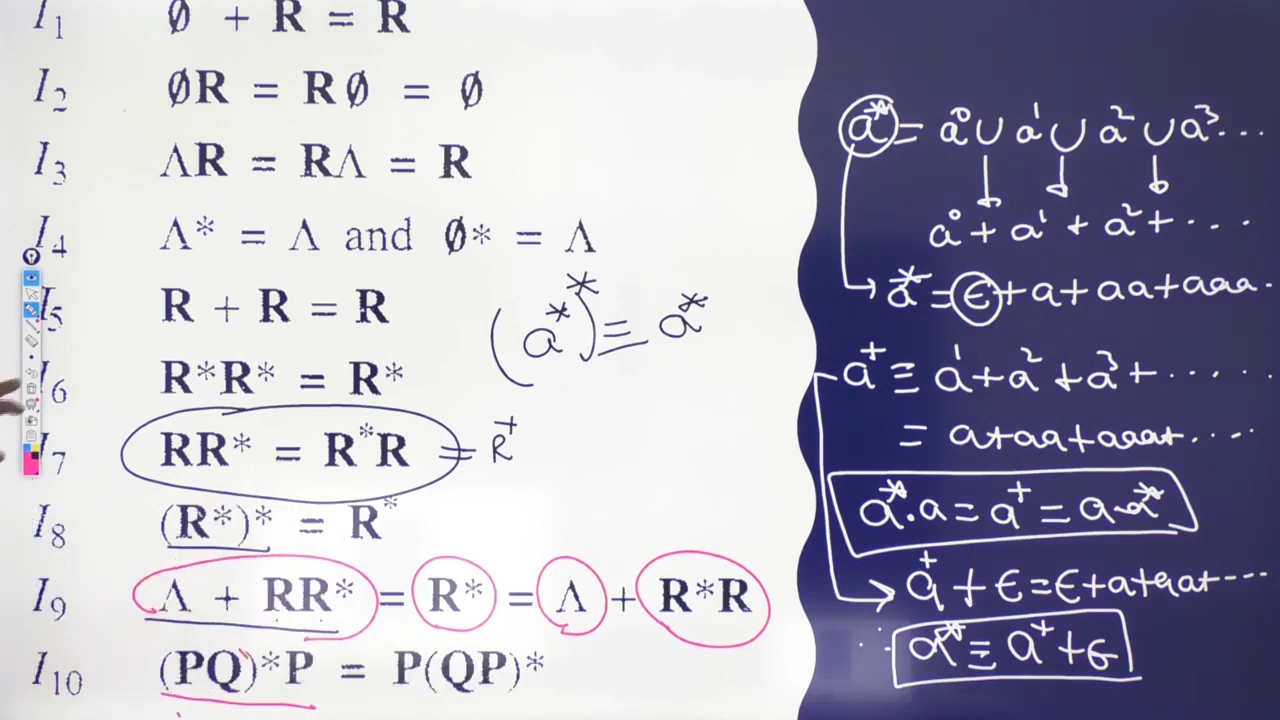 I₁ ∅ + R = R
I₂ ∅R = R∅ = ∅
I₃ ΛR = RΛ = R
I₄ Λ* = Λ and ∅* = Λ
I₅ R + R = R
(a*)* ≡ a*
I₆ R*R* = R*
I₇ RR* = R*R = R⁺
I₈ (R*)* = R*
I₉ Λ + RR* = R* = Λ + R*R
I₁₀ (PQ)*P = P(QP)*
a* = a⁰ ∪ a¹ ∪ a² ∪ a³ ...
a⁰ + a¹ + a² + ....
a* = ϵ + a + aa + aaa.
a⁺ ≡ a¹ + a² + a³ + ......
= a + aa + aaa + ....
a*.a = a⁺ = a.a*
a⁺ + ϵ = ϵ + a + aa + ....
a* ≡ a⁺ + ϵ